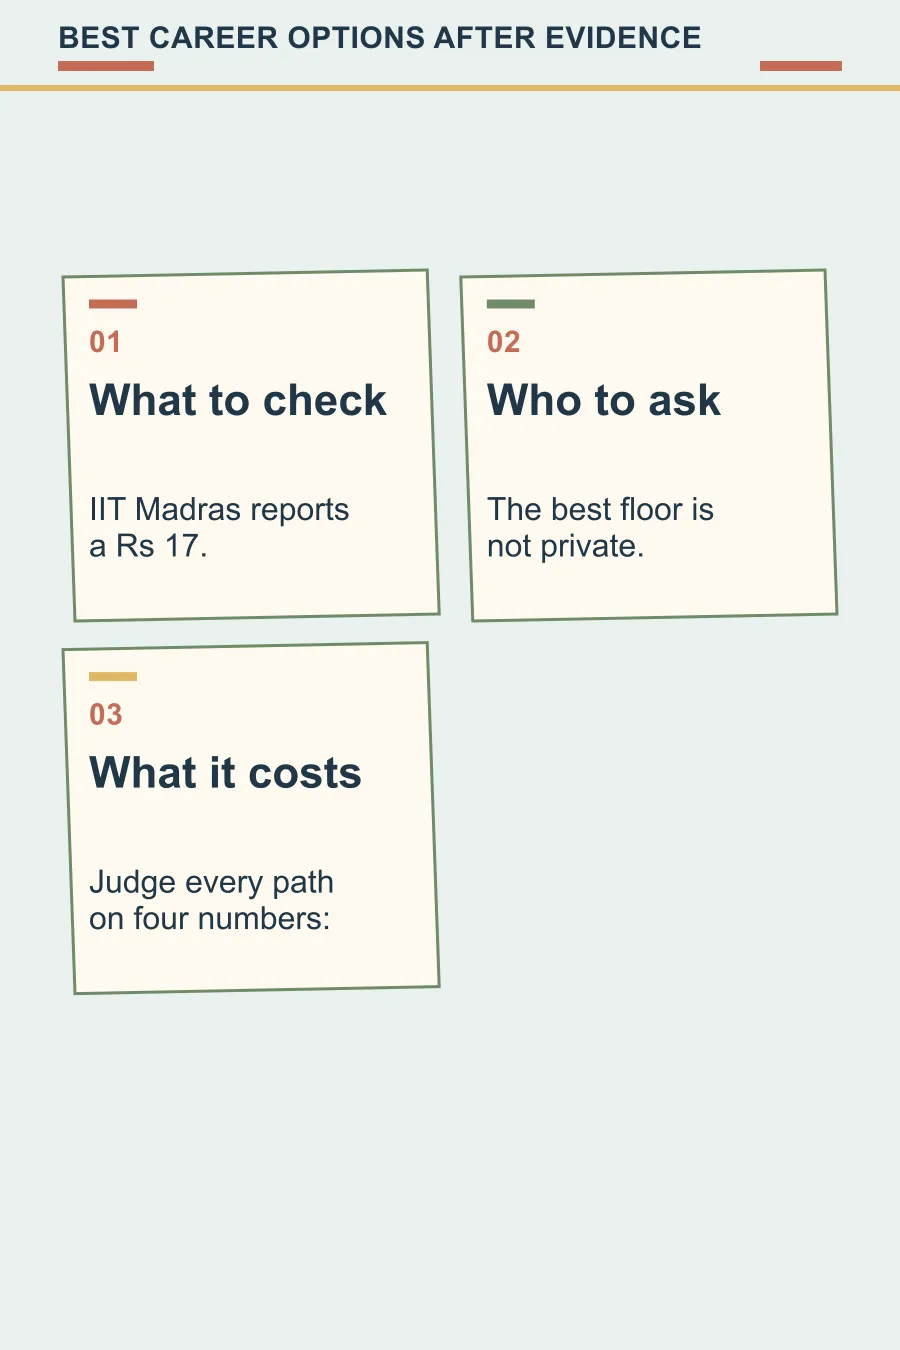 BEST CAREER OPTIONS AFTER EVIDENCE
01
What to check
IIT Madras reports
a Rs 17.
02
Who to ask
The best floor is
not private.
03
What it costs
Judge every path
on four numbers: